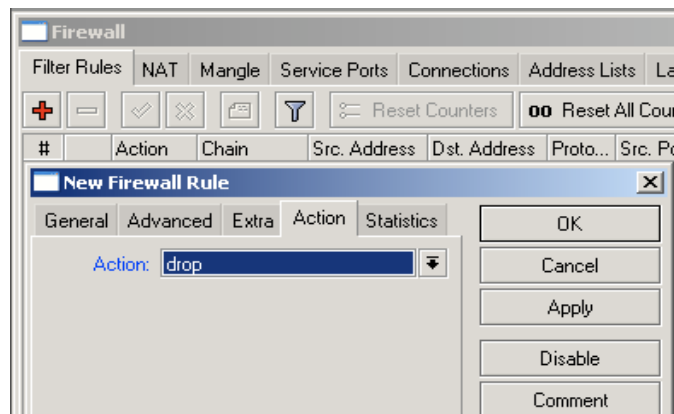 Firewall
Filter Rules NAT Mangle Service Ports Connections Address Lists La
Reset Counters 00 Reset All Cou
# Action Chain Src. Address Dst. Address Proto... Src. Po
New Firewall Rule
General Advanced Extra Action Statistics OK
Action: drop Cancel
Apply
Disable
Comment